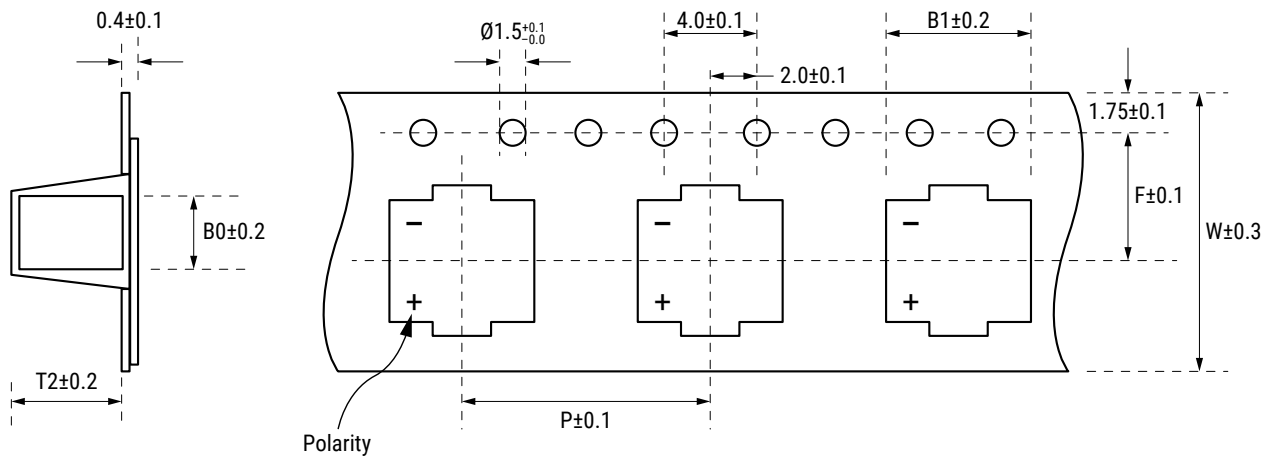 0.4±0.1
Ø1.5+0.1
−0.0
4.0±0.1
B1±0.2
2.0±0.1
1.75±0.1
F±0.1
B0±0.2
W±0.3
− − −
+ + +
T2±0.2
P±0.1
Polarity